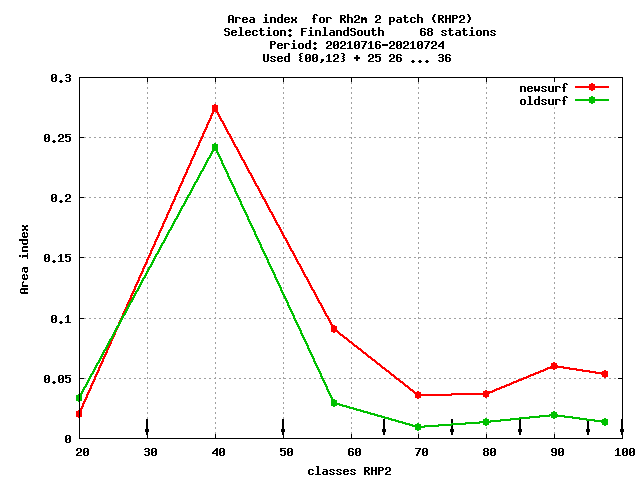 Area index  for Rh2m 2 patch (RHP2)
Selection: FinlandSouth     68 stations
Period: 20210716-20210724
Used {00,12} + 25 26 ... 36
newsurf
oldsurf
0.3
0.25
0.2
0.15
0.1
0.05
0
Area index
20 30 40 50 60 70 80 90 100
classes RHP2